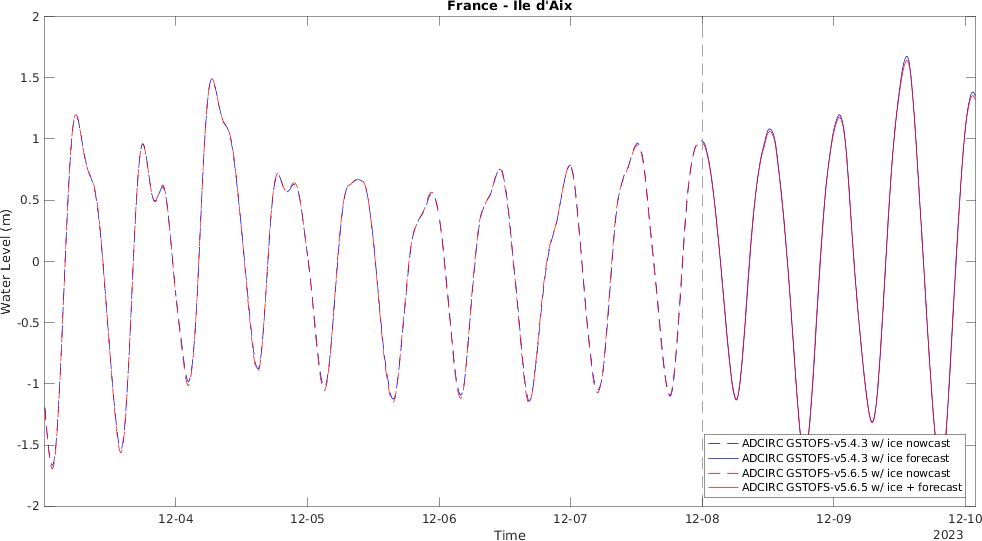 France - Ile d'Aix
2
1.5
1
0.5
0
-0.5
-1
-1.5
-2
Water Level (m)
ADCIRC GSTOFS-v5.4.3 w/ ice nowcast
ADCIRC GSTOFS-v5.4.3 w/ ice forecast
ADCIRC GSTOFS-v5.6.5 w/ ice nowcast
ADCIRC GSTOFS-v5.6.5 w/ ice + forecast
12-04 12-05 12-06 12-07 12-08 12-09 12-10
Time
2023